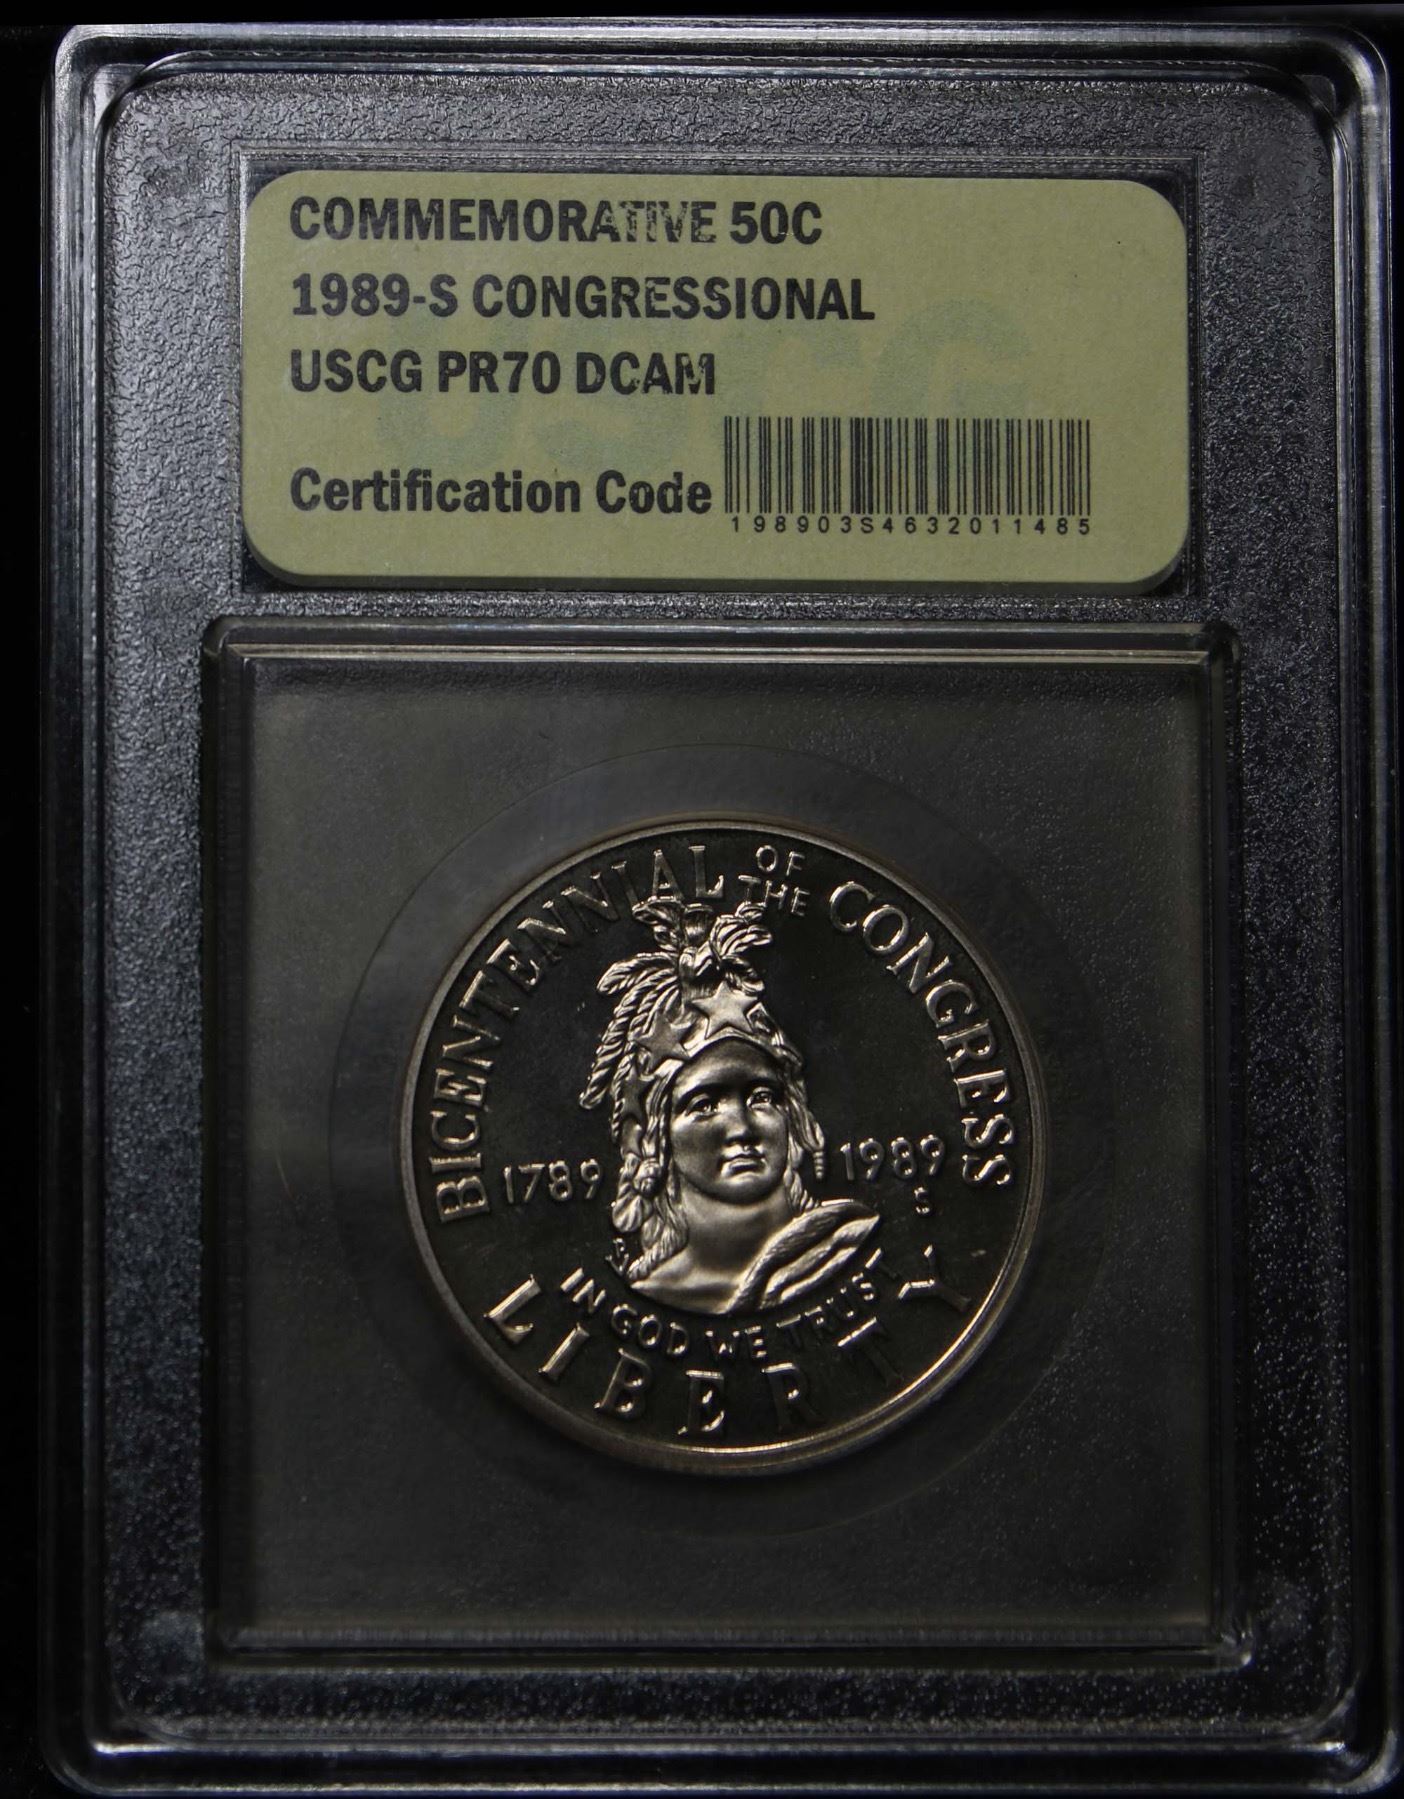 COMMEMORATIVE 50C
1989-S CONGRESSIONAL
USCG PR70 DCAM
Certification Code
198903S4632011485
USCG
BICENTENNIAL OF THE CONGRESS
1789 1989
S
IN GOD WE TRUST
LIBERTY